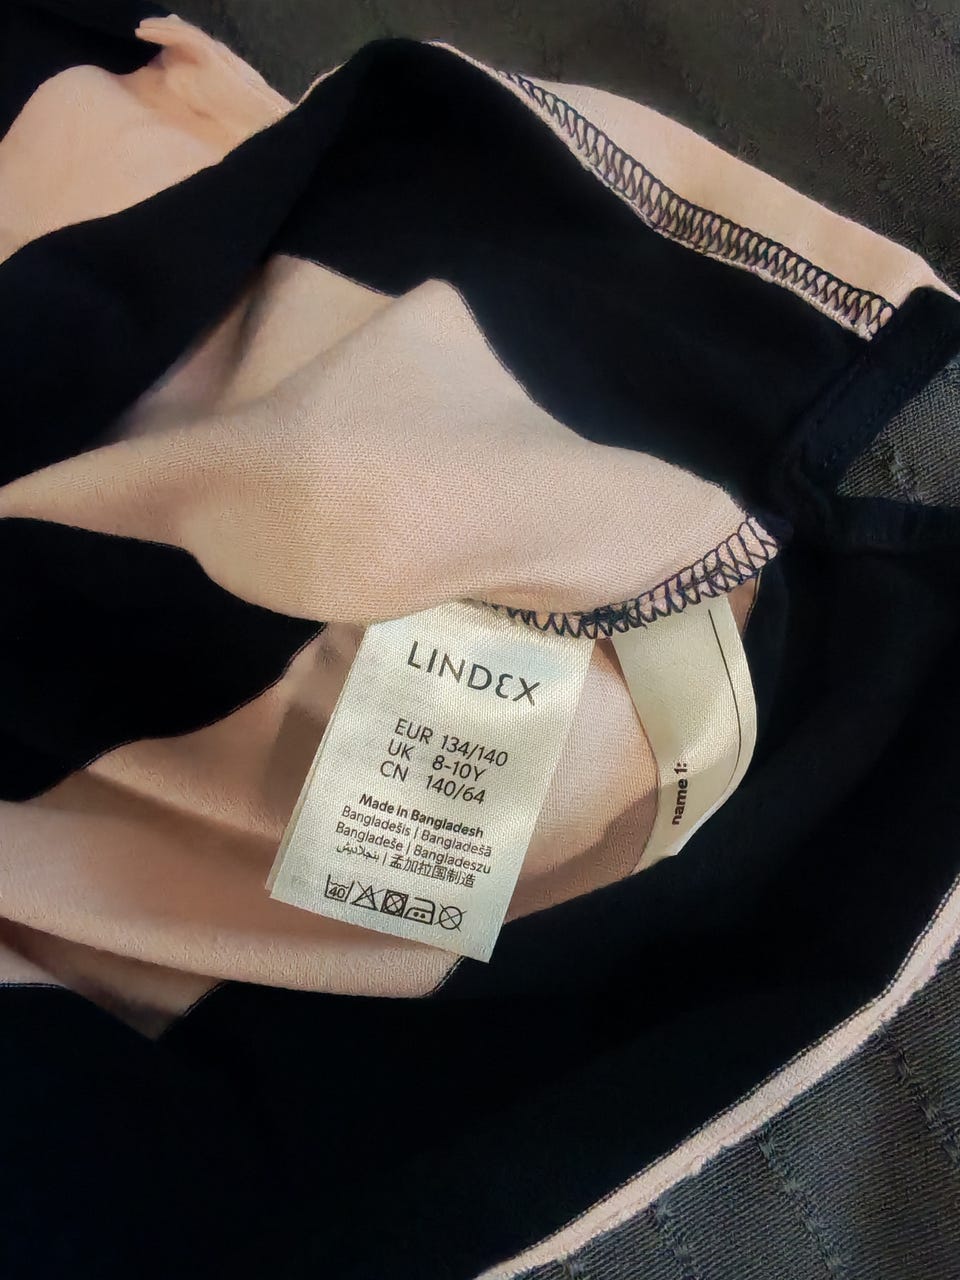 LINDEX
EUR 134/140
UK 8-10Y
CN 140/64
Made in Bangladesh
Bangladešis | Bangladešā
Bangladeše | Bangladeszu
بنجلاديش | 孟加拉国制造
40
name 1: